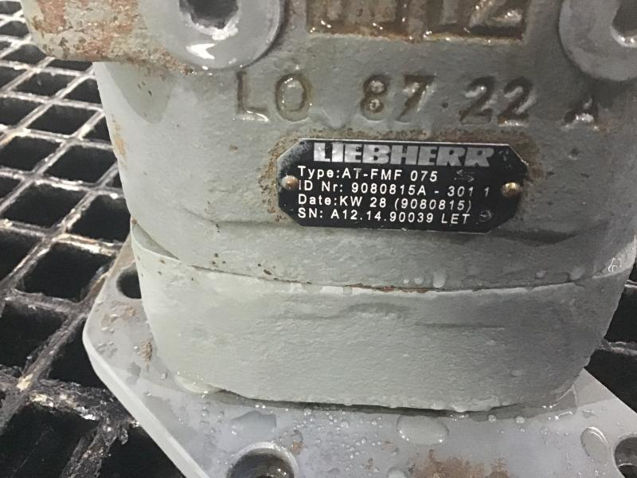 12
LO 87.22 A
LIEBHERR
Type:AT-FMF 075
ID Nr: 9080815A - 301 1
Date:KW 28 (9080815)
SN: A12.14.90039 LET